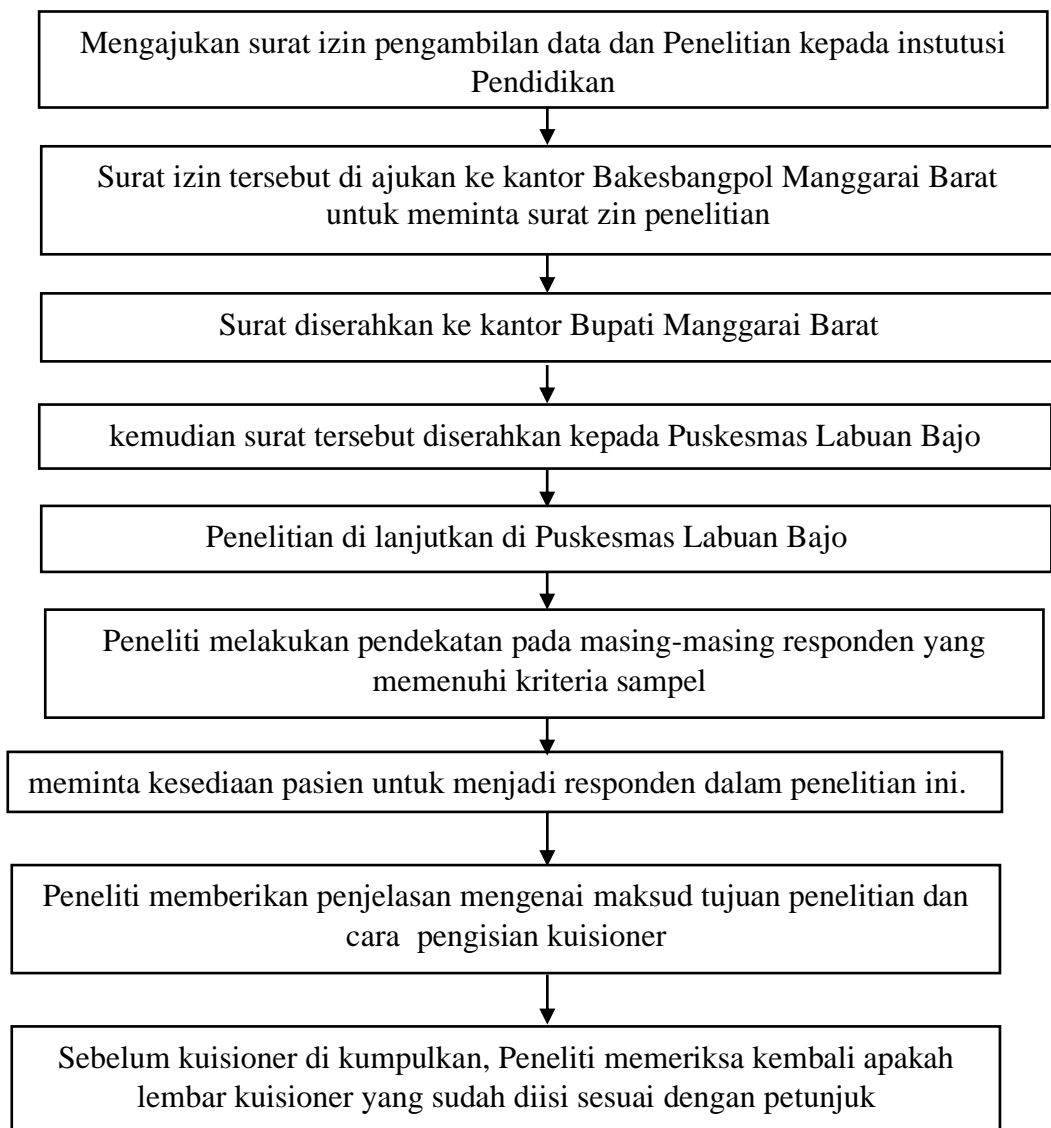 Mengajukan surat izin pengambilan data dan Penelitian kepada instutusi
Pendidikan
Surat izin tersebut di ajukan ke kantor Bakesbangpol Manggarai Barat
untuk meminta surat zin penelitian
Surat diserahkan ke kantor Bupati Manggarai Barat
kemudian surat tersebut diserahkan kepada Puskesmas Labuan Bajo
Penelitian di lanjutkan di Puskesmas Labuan Bajo
Peneliti melakukan pendekatan pada masing-masing responden yang
memenuhi kriteria sampel
meminta kesediaan pasien untuk menjadi responden dalam penelitian ini.
Peneliti memberikan penjelasan mengenai maksud tujuan penelitian dan
cara  pengisian kuisioner
Sebelum kuisioner di kumpulkan, Peneliti memeriksa kembali apakah
lembar kuisioner yang sudah diisi sesuai dengan petunjuk